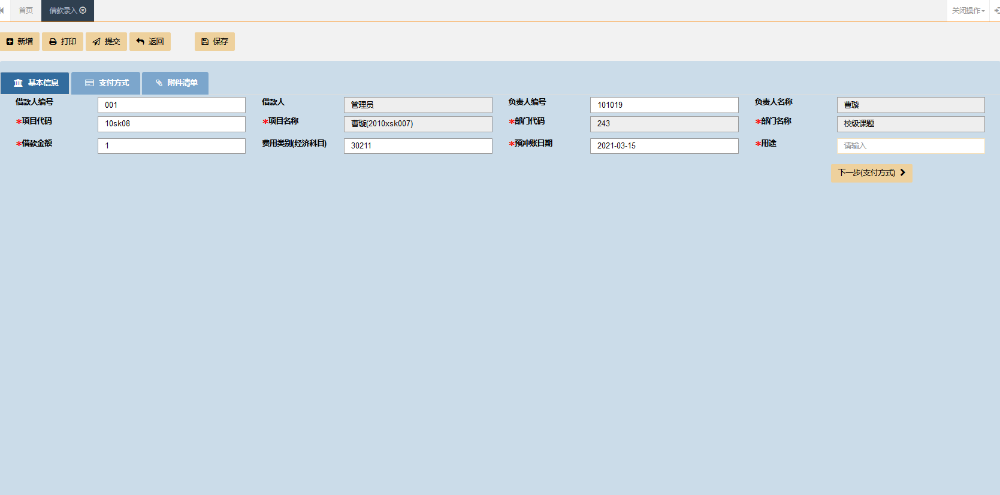 首页 借款录入 关闭操作
新增 打印 提交 返回 保存
基本信息 支付方式 附件清单
借款人编号 001 借款人 管理员 负责人编号 101019 负责人名称 曹璇
*项目代码 10sk08 *项目名称 曹璇(2010xsk007) *部门代码 243 *部门名称 校级课题
*借款金额 1 费用类别(经济科目) 30211 *预冲账日期 2021-03-15 *用途 请输入
下一步(支付方式)